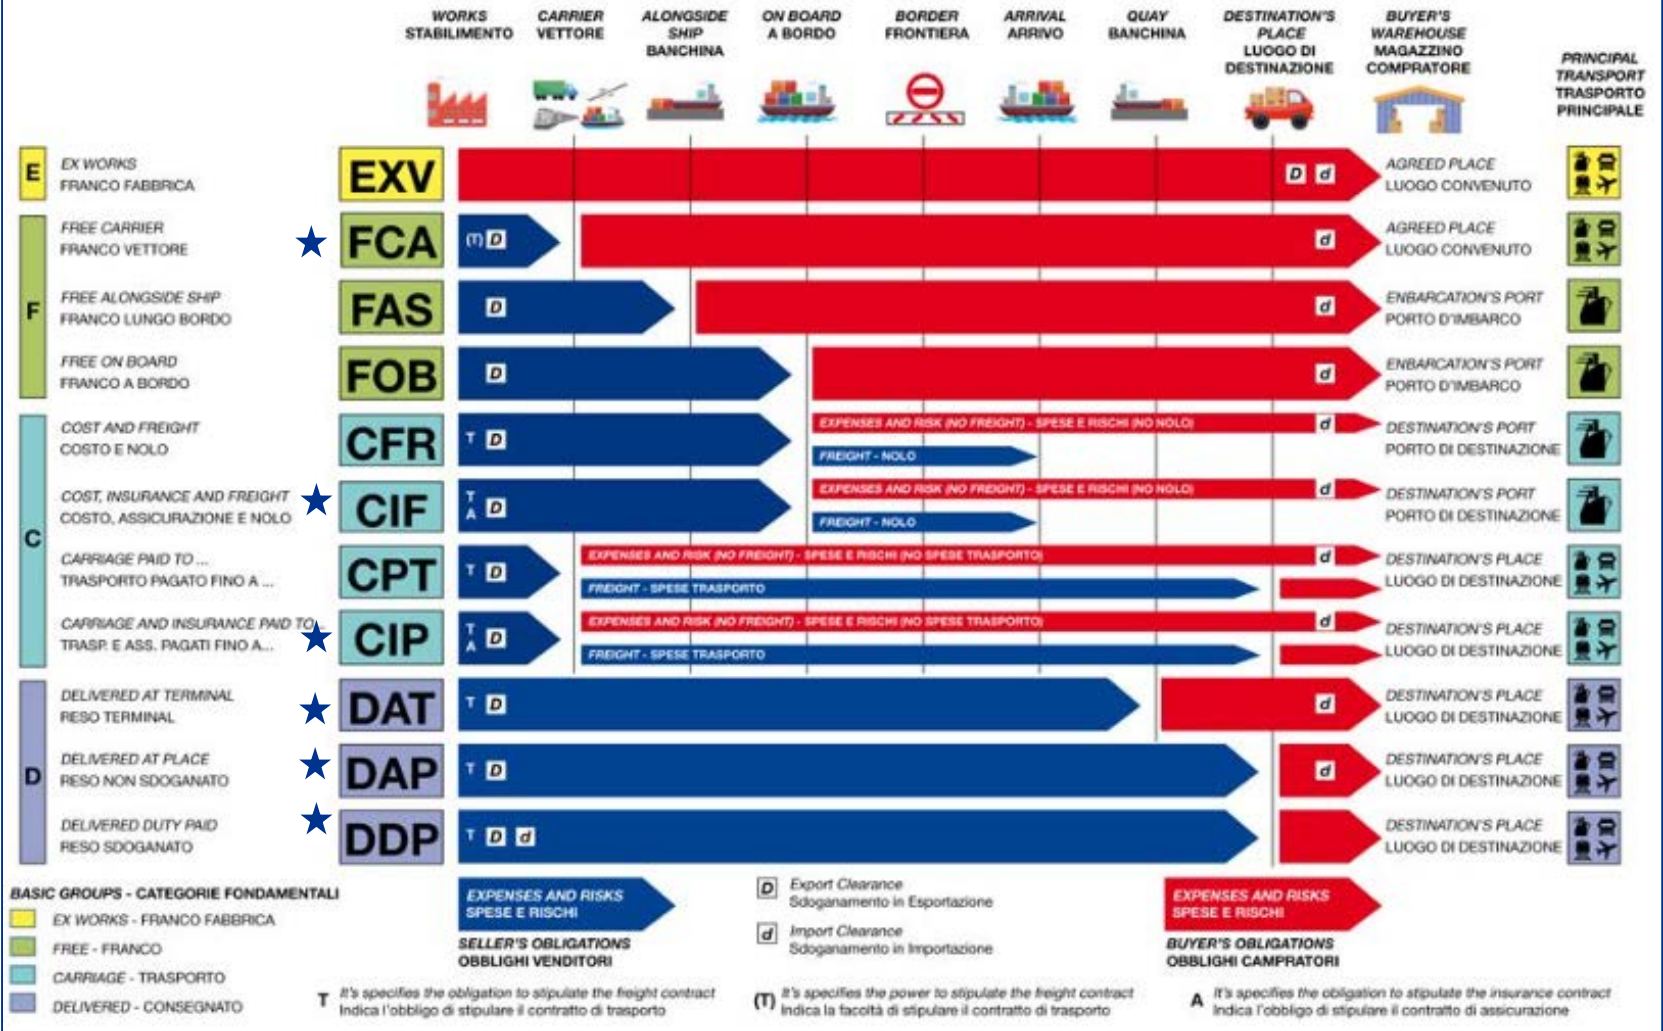 WORKS
STABILIMENTO
CARRIER
VETTORE
ALONGSIDE
SHIP
BANCHINA
ON BOARD
A BORDO
BORDER
FRONTIERA
ARRIVAL
ARRIVO
QUAY
BANCHINA
DESTINATION'S
PLACE
LUOGO DI
DESTINAZIONE
BUYER'S
WAREHOUSE
MAGAZZINO
COMPRATORE
PRINCIPAL
TRANSPORT
TRASPORTO
PRINCIPALE
E
EX WORKS
FRANCO FABBRICA
EXV
D d
AGREED PLACE
LUOGO CONVENUTO
F
FREE CARRIER
FRANCO VETTORE
FCA
(T) D
d
AGREED PLACE
LUOGO CONVENUTO
FREE ALONGSIDE SHIP
FRANCO LUNGO BORDO
FAS
D
d
ENBARCATION'S PORT
PORTO D'IMBARCO
FREE ON BOARD
FRANCO A BORDO
FOB
D
d
ENBARCATION'S PORT
PORTO D'IMBARCO
C
COST AND FREIGHT
COSTO E NOLO
CFR
T D
EXPENSES AND RISK (NO FREIGHT) - SPESE E RISCHI (NO NOLO)
d
FREIGHT - NOLO
DESTINATION'S PORT
PORTO DI DESTINAZIONE
COST, INSURANCE AND FREIGHT
COSTO, ASSICURAZIONE E NOLO
CIF
T
A D
EXPENSES AND RISK (NO FREIGHT) - SPESE E RISCHI (NO NOLO)
d
FREIGHT - NOLO
DESTINATION'S PORT
PORTO DI DESTINAZIONE
CARRIAGE PAID TO ...
TRASPORTO PAGATO FINO A ...
CPT
T D
EXPENSES AND RISK (NO FREIGHT) - SPESE E RISCHI (NO SPESE TRASPORTO)
d
FREIGHT - SPESE TRASPORTO
DESTINATION'S PLACE
LUOGO DI DESTINAZIONE
CARRIAGE AND INSURANCE PAID TO...
TRASP. E ASS. PAGATI FINO A...
CIP
T
A D
EXPENSES AND RISK (NO FREIGHT) - SPESE E RISCHI (NO SPESE TRASPORTO)
d
FREIGHT - SPESE TRASPORTO
DESTINATION'S PLACE
LUOGO DI DESTINAZIONE
D
DELIVERED AT TERMINAL
RESO TERMINAL
DAT
T D
d
DESTINATION'S PLACE
LUOGO DI DESTINAZIONE
DELIVERED AT PLACE
RESO NON SDOGANATO
DAP
T D
d
DESTINATION'S PLACE
LUOGO DI DESTINAZIONE
DELIVERED DUTY PAID
RESO SDOGANATO
DDP
T D d
DESTINATION'S PLACE
LUOGO DI DESTINAZIONE
BASIC GROUPS - CATEGORIE FONDAMENTALI
EX WORKS - FRANCO FABBRICA
FREE - FRANCO
CARRIAGE - TRASPORTO
DELIVERED - CONSEGNATO
EXPENSES AND RISKS
SPESE E RISCHI
SELLER'S OBLIGATIONS
OBBLIGHI VENDITORI
D Export Clearance
Sdoganamento in Esportazione
d Import Clearance
Sdoganamento in Importazione
EXPENSES AND RISKS
SPESE E RISCHI
BUYER'S OBLIGATIONS
OBBLIGHI CAMPRATORI
T It's specifies the obligation to stipulate the freight contract
Indica l'obbligo di stipulare il contratto di trasporto
(T) It's specifies the power to stipulate the freight contract
Indica la facoltà di stipulare il contratto di trasporto
A It's specifies the obligation to stipulate the insurance contract
Indica l'obbligo di stipulare il contratto di assicurazione